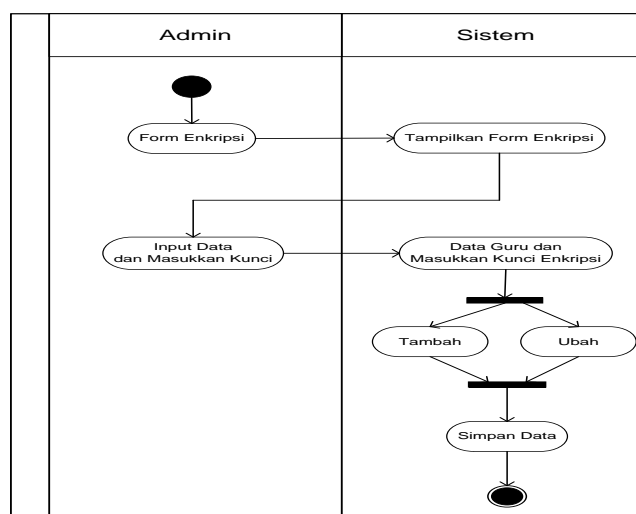 Admin
Sistem
Form Enkripsi
Tampilkan Form Enkripsi
Input Data
dan Masukkan Kunci
Data Guru dan
Masukkan Kunci Enkripsi
Tambah
Ubah
Simpan Data